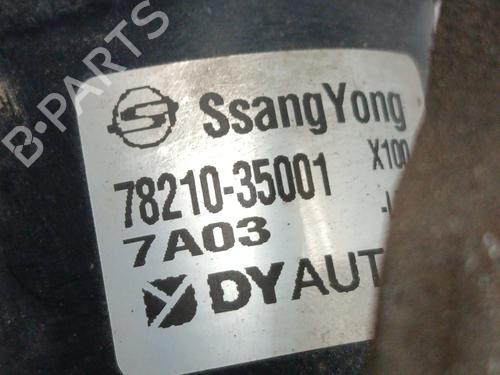 B-PARTS
SsangYong
78210-35001 X100
7A03
DYAUT